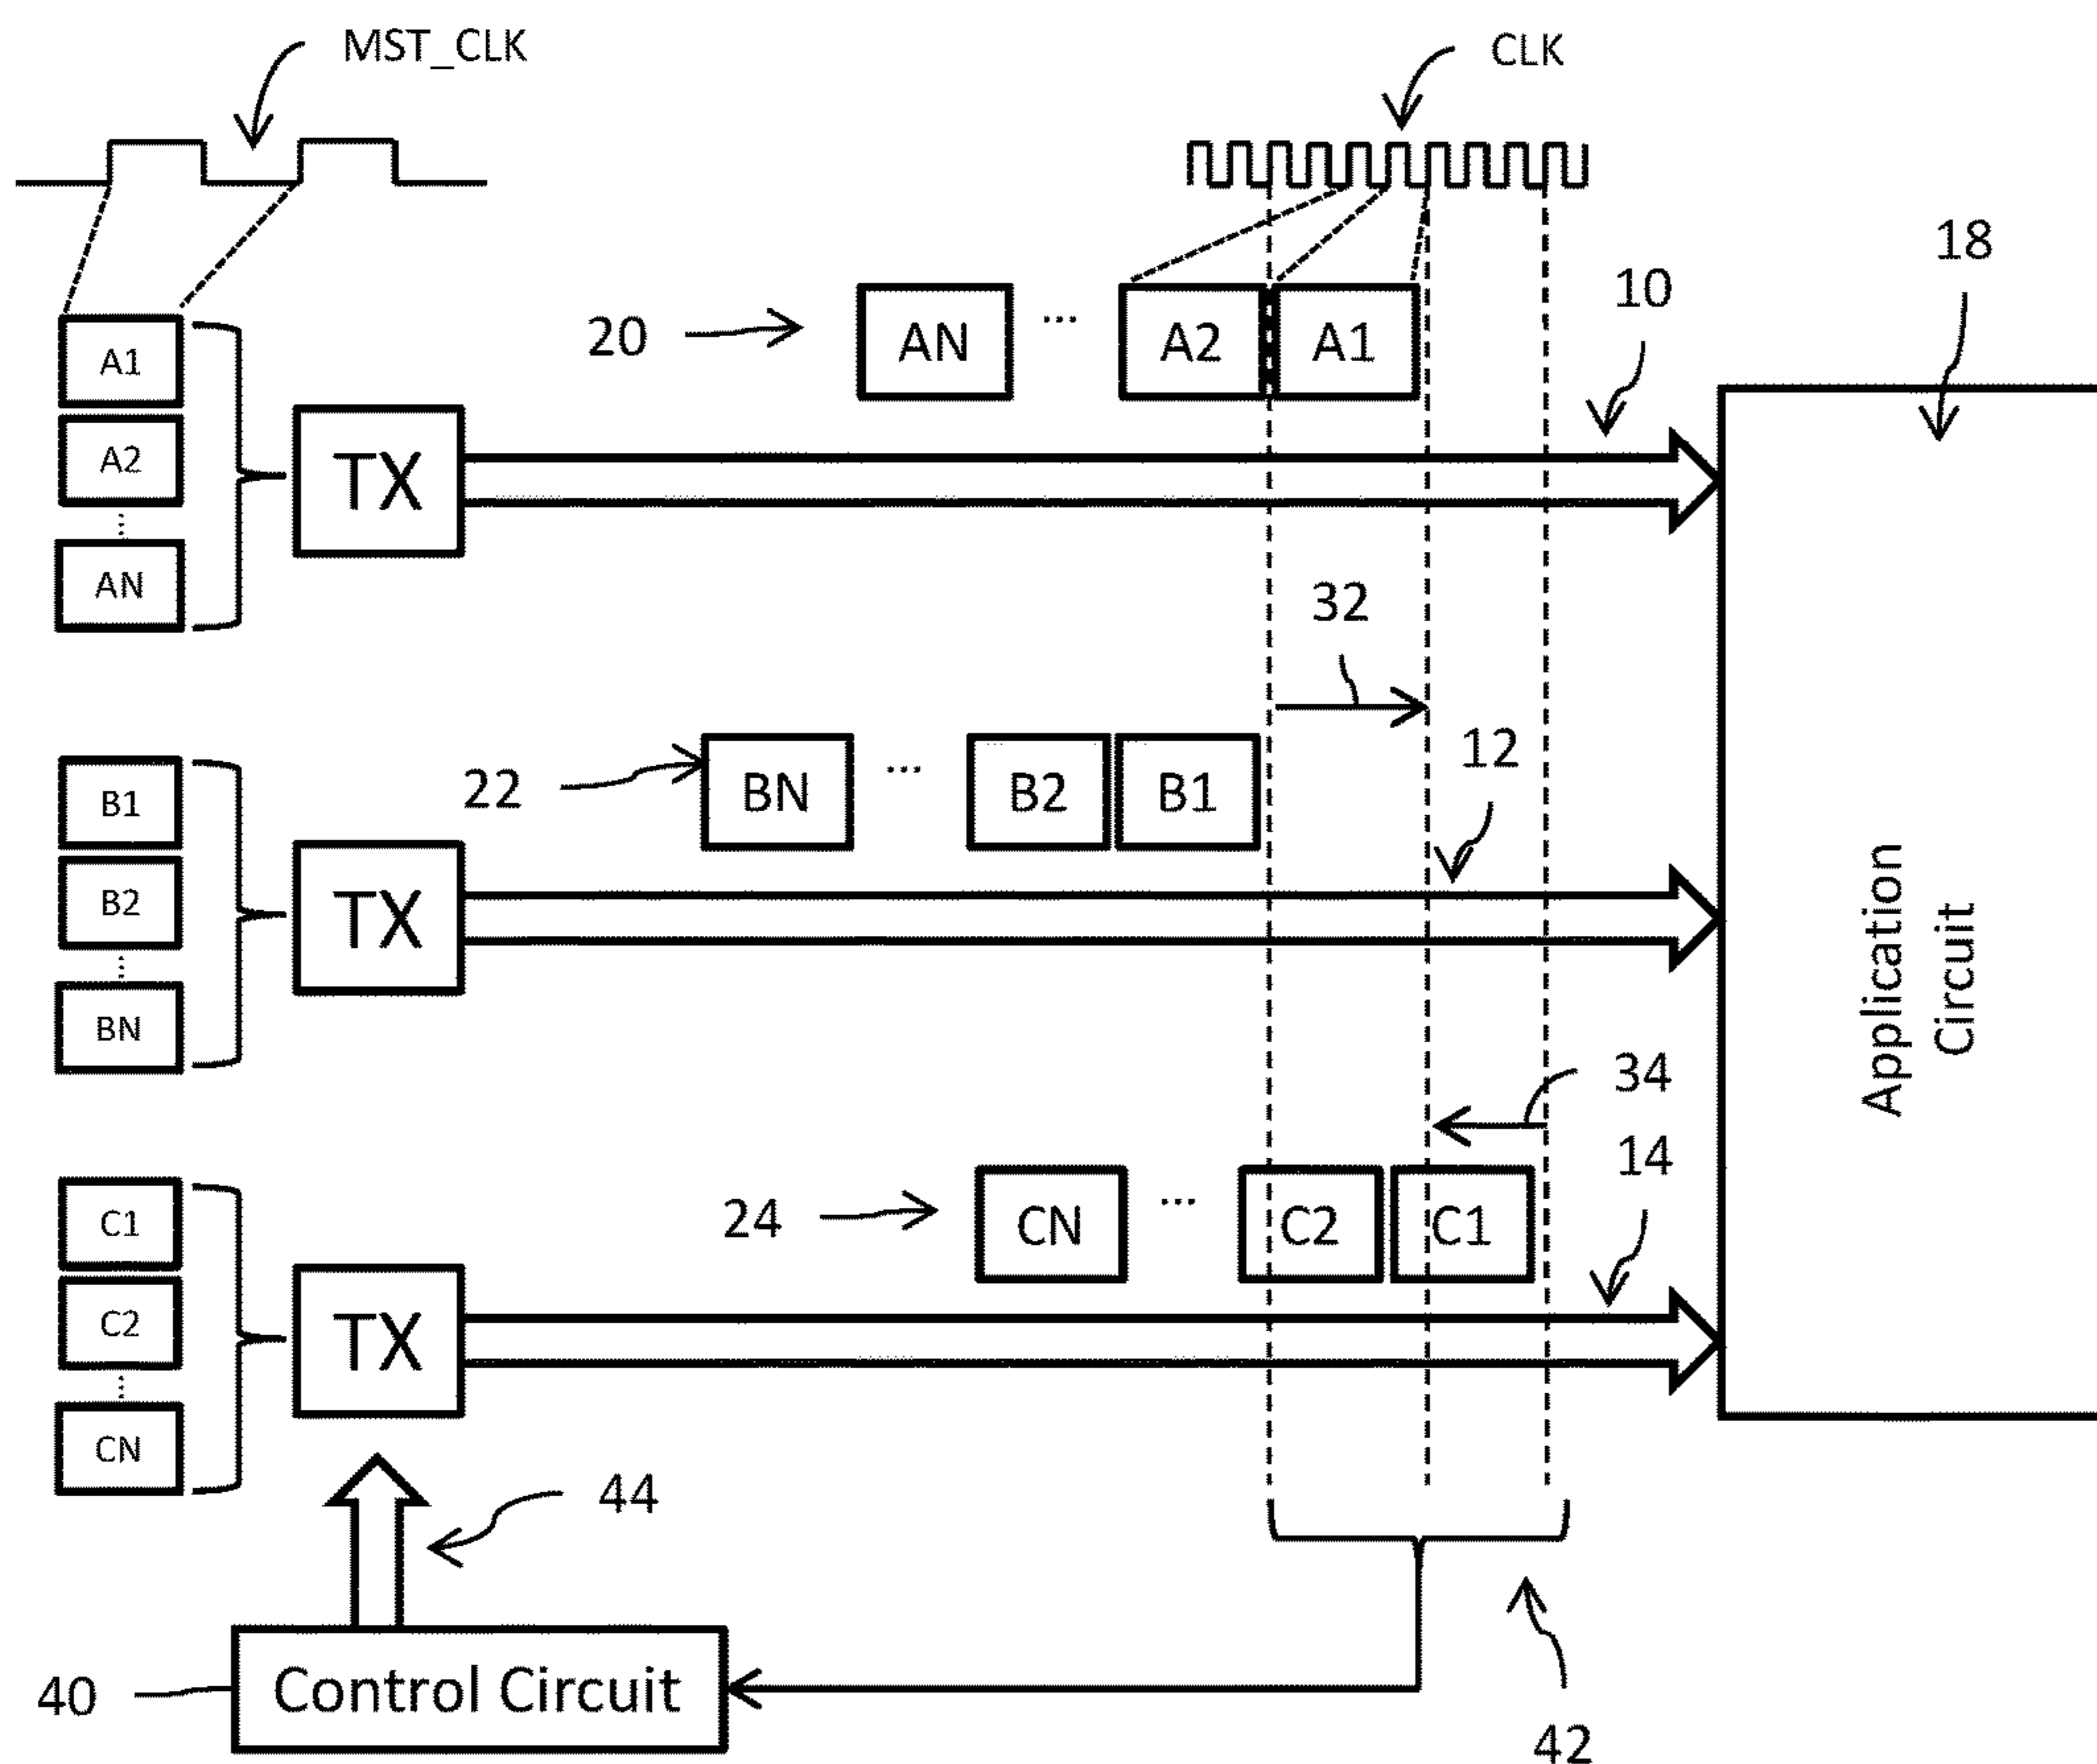 MST_CLK
CLK
18
10
20
AN ... A2 A1
A1
A2
⋮
AN
TX
32
12
22
BN ... B2 B1
B1
B2
⋮
BN
TX
Application
Circuit
34
14
24
CN ... C2 C1
C1
C2
⋮
CN
TX
44
40
Control Circuit
42